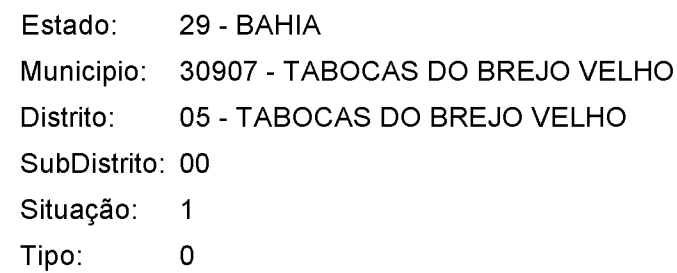 Estado: 29 - BAHIA
Municipio: 30907 - TABOCAS DO BREJO VELHO
Distrito: 05 - TABOCAS DO BREJO VELHO
SubDistrito: 00
Situação: 1
Tipo: 0